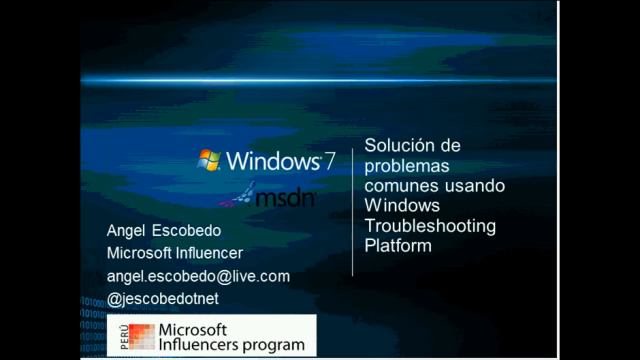 Windows 7
msdn
Solución de
problemas
comunes usando
Windows
Troubleshooting
Platform
Angel Escobedo
Microsoft Influencer
angel.escobedo@live.com
@jescobedotnet
PERÚ
Microsoft
Influencers program